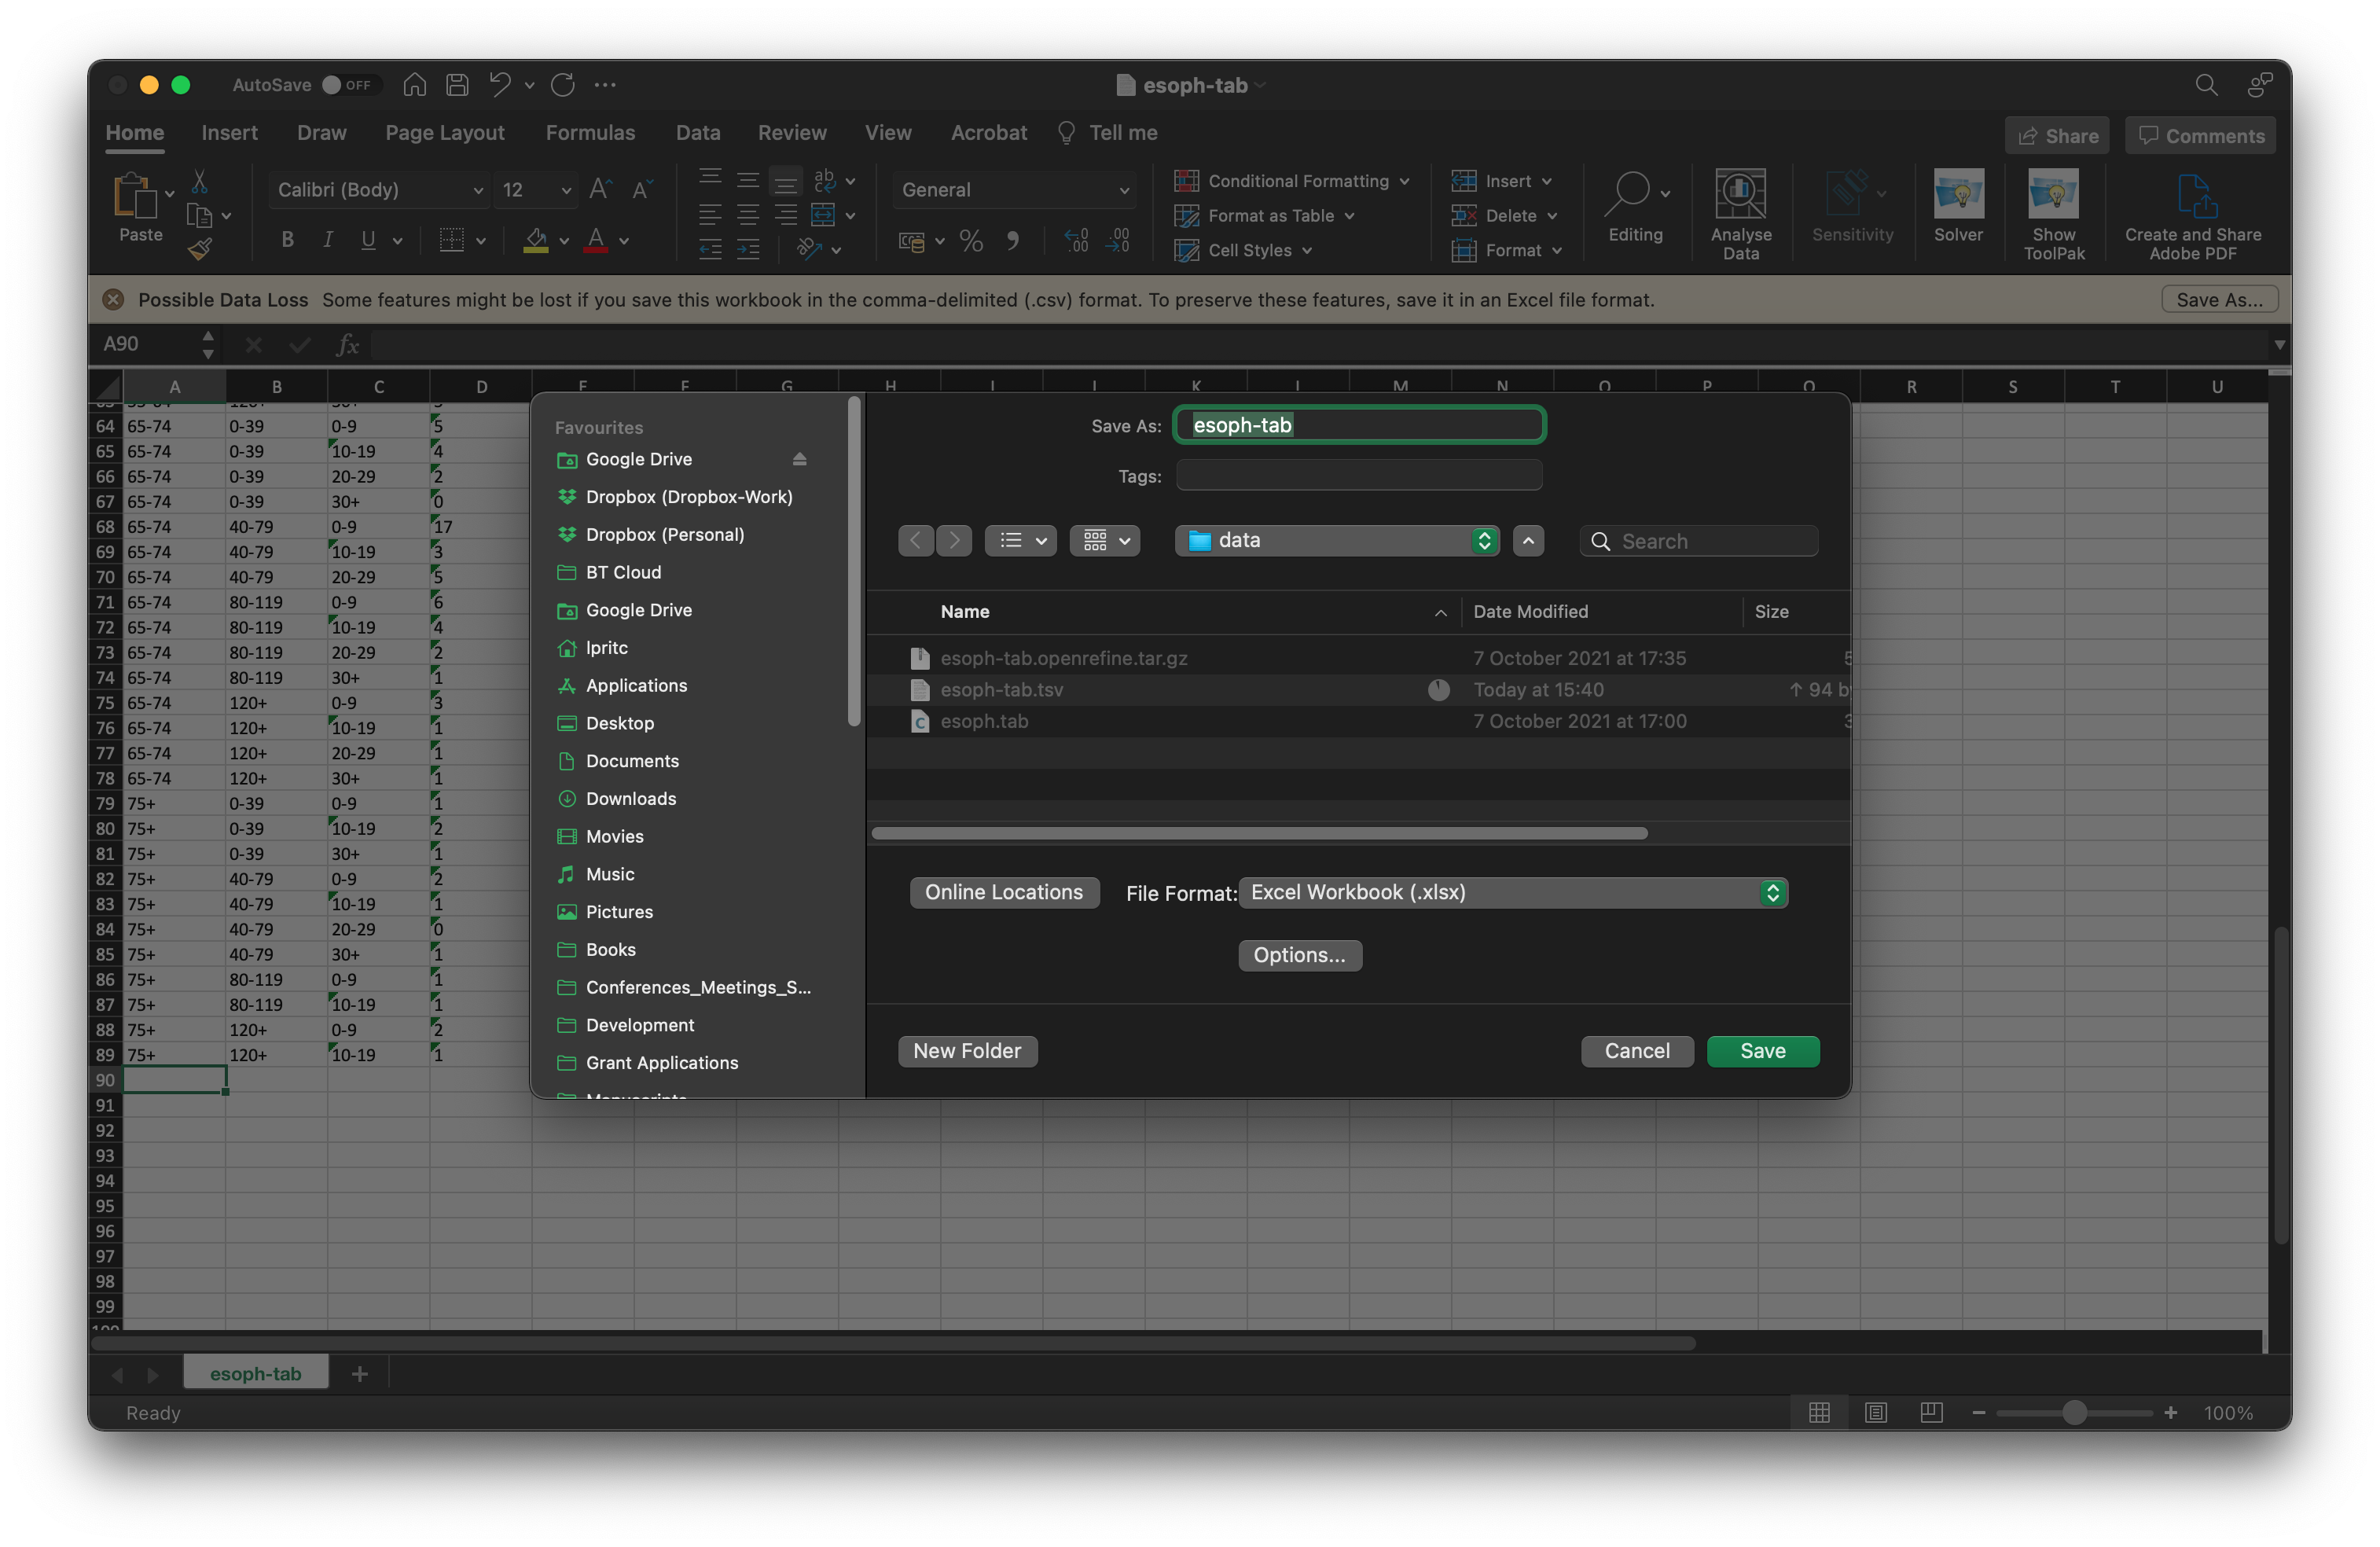 AutoSave OFF esoph-tab
Home Insert Draw Page Layout Formulas Data Review View Acrobat Tell me Share Comments
Paste Calibri (Body) 12 ab General Conditional Formatting Insert
B I U A % Format as Table Delete
Cell Styles Format
Editing Analyse Data Sensitivity Solver Show ToolPak Create and Share Adobe PDF
Possible Data Loss Some features might be lost if you save this workbook in the comma-delimited (.csv) format. To preserve these features, save it in an Excel file format. Save As...
A90 fx
A B C D E F G H I J K L M N O P Q R S T U
64 65-74 0-39 0-9 5
65 65-74 0-39 10-19 4
66 65-74 0-39 20-29 2
67 65-74 0-39 30+ 0
68 65-74 40-79 0-9 17
69 65-74 40-79 10-19 3
70 65-74 40-79 20-29 5
71 65-74 80-119 0-9 6
72 65-74 80-119 10-19 4
73 65-74 80-119 20-29 2
74 65-74 80-119 30+ 1
75 65-74 120+ 0-9 3
76 65-74 120+ 10-19 1
77 65-74 120+ 20-29 1
78 65-74 120+ 30+ 1
79 75+ 0-39 0-9 1
80 75+ 0-39 10-19 2
81 75+ 0-39 30+ 1
82 75+ 40-79 0-9 2
83 75+ 40-79 10-19 1
84 75+ 40-79 20-29 0
85 75+ 40-79 30+ 1
86 75+ 80-119 0-9 1
87 75+ 80-119 10-19 1
88 75+ 120+ 0-9 2
89 75+ 120+ 10-19 1
90
91
92
93
94
95
96
97
98
99
Favourites
Google Drive
Dropbox (Dropbox-Work)
Dropbox (Personal)
BT Cloud
Google Drive
lpritc
Applications
Desktop
Documents
Downloads
Movies
Music
Pictures
Books
Conferences_Meetings_S...
Development
Grant Applications
Save As: esoph-tab
Tags:
data Search
Name Date Modified Size
esoph-tab.openrefine.tar.gz 7 October 2021 at 17:35
esoph-tab.tsv Today at 15:40 ↑ 94
esoph.tab 7 October 2021 at 17:00
Online Locations File Format: Excel Workbook (.xlsx)
Options...
New Folder Cancel Save
esoph-tab +
Ready 100%